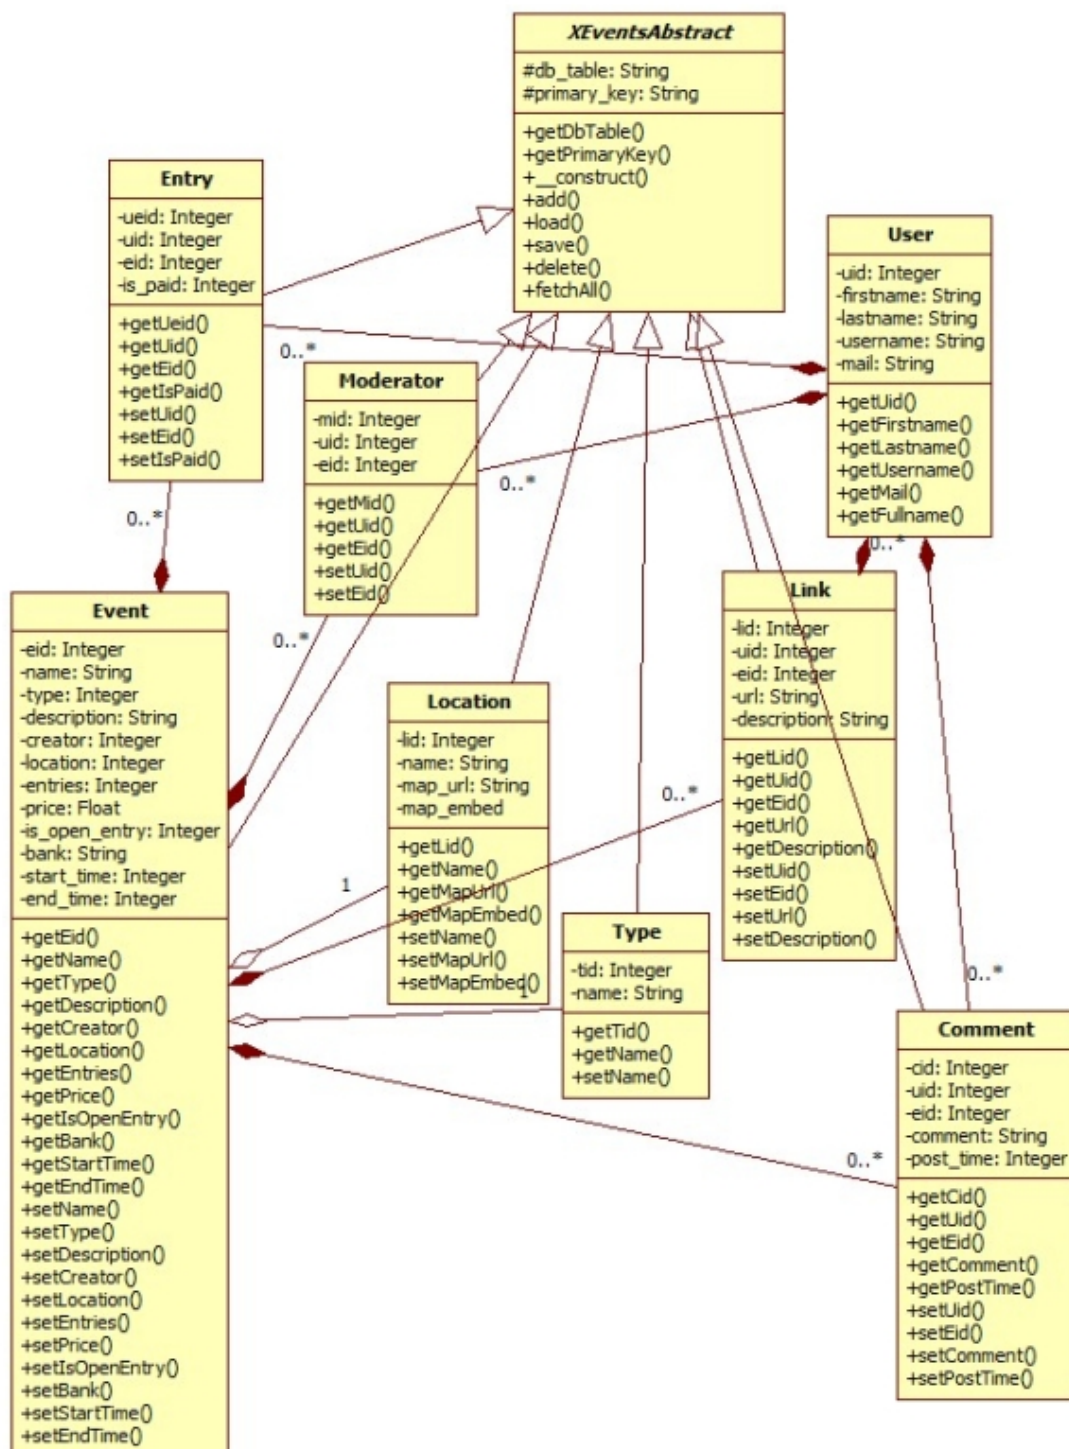 XEventsAbstract
#db_table: String
#primary_key: String
+getDbTable()
+getPrimaryKey()
+__construct()
+add()
+load()
+save()
+delete()
+fetchAll()
Entry
-ueid: Integer
-uid: Integer
-eid: Integer
-is_paid: Integer
+getUeid()
+getUid()
+getEid()
+getIsPaid()
+setUid()
+setEid()
+setIsPaid()
0..*
0..*
User
-uid: Integer
-firstname: String
-lastname: String
-username: String
-mail: String
+getUid()
+getFirstname()
+getLastname()
+getUsername()
+getMail()
+getFullname()
0..*
Moderator
-mid: Integer
-uid: Integer
-eid: Integer
+getMid()
+getUid()
+getEid()
+setUid()
+setEid()
0..*
0..*
Event
-eid: Integer
-name: String
-type: Integer
-description: String
-creator: Integer
-location: Integer
-entries: Integer
-price: Float
-is_open_entry: Integer
-bank: String
-start_time: Integer
-end_time: Integer
+getEid()
+getName()
+getType()
+getDescription()
+getCreator()
+getLocation()
+getEntries()
+getPrice()
+getIsOpenEntry()
+getBank()
+getStartTime()
+getEndTime()
+setName()
+setType()
+setDescription()
+setCreator()
+setLocation()
+setEntries()
+setPrice()
+setIsOpenEntry()
+setBank()
+setStartTime()
+setEndTime()
Location
-lid: Integer
-name: String
-map_url: String
-map_embed
+getLid()
+getName()
+getMapUrl()
+getMapEmbed()
+setName()
+setMapUrl()
+setMapEmbed()
1
1
Link
-lid: Integer
-uid: Integer
-eid: Integer
-url: String
-description: String
+getLid()
+getUid()
+getEid()
+getUrl()
+getDescription()
+setUid()
+setEid()
+setUrl()
+setDescription()
0..*
Type
-tid: Integer
-name: String
+getTid()
+getName()
+setName()
0..*
Comment
-cid: Integer
-uid: Integer
-eid: Integer
-comment: String
-post_time: Integer
+getCid()
+getUid()
+getEid()
+getComment()
+getPostTime()
+setUid()
+setEid()
+setComment()
+setPostTime()
0..*